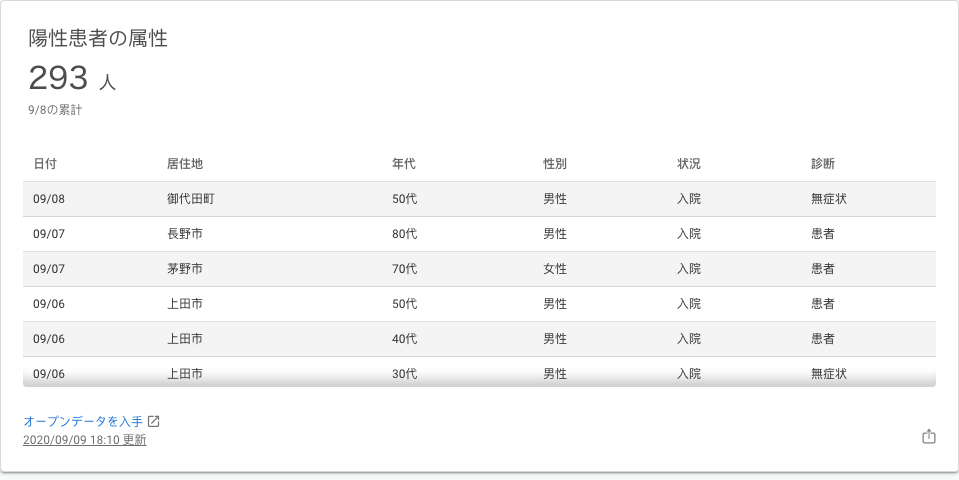 陽性患者の属性
293 人
9/8の累計
日付 居住地 年代 性別 状況 診断
09/08 御代田町 50代 男性 入院 無症状
09/07 長野市 80代 男性 入院 患者
09/07 茅野市 70代 女性 入院 患者
09/06 上田市 50代 男性 入院 患者
09/06 上田市 40代 男性 入院 患者
09/06 上田市 30代 男性 入院 無症状
オープンデータを入手
2020/09/09 18:10 更新